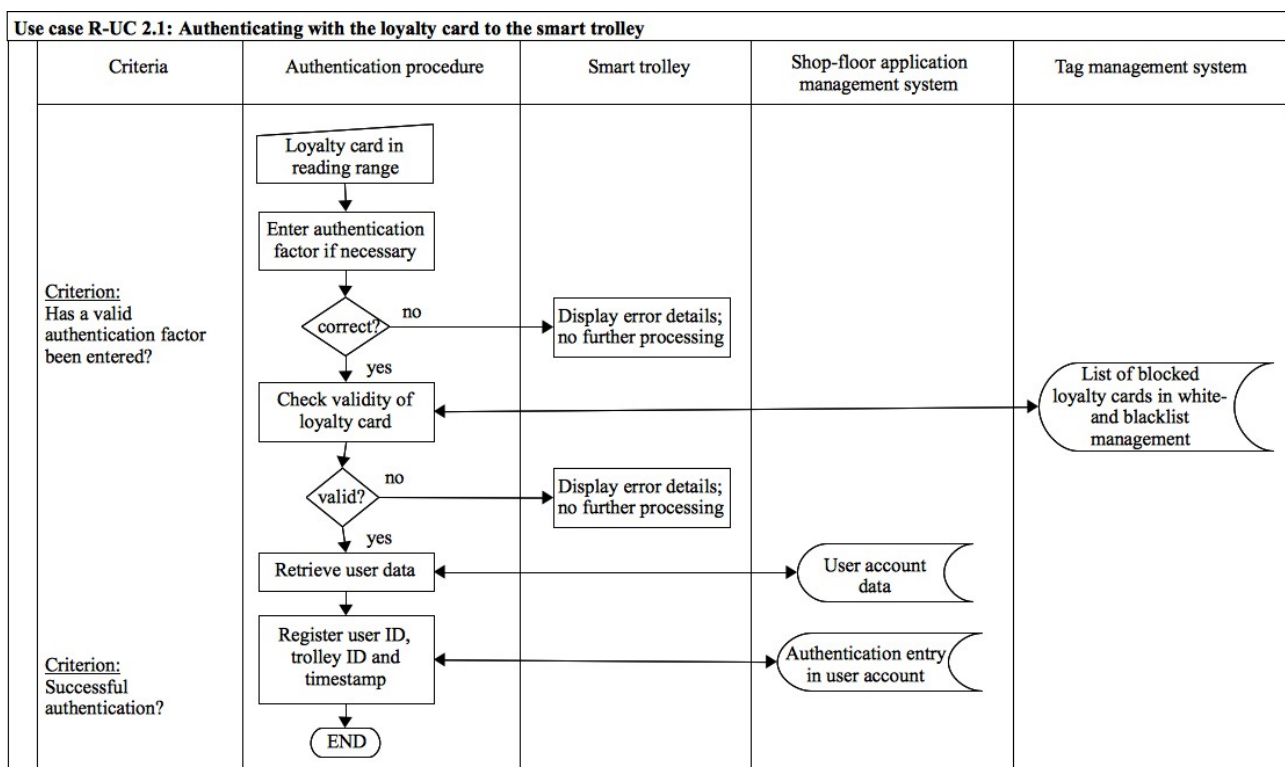 Use case R-UC 2.1: Authenticating with the loyalty card to the smart trolley
Criteria
Authentication procedure
Smart trolley
Shop-floor application
management system
Tag management system
Loyalty card in
reading range
Enter authentication
factor if necessary
Criterion:
Has a valid
authentication factor
been entered?
correct?
no
Display error details;
no further processing
yes
Check validity of
loyalty card
List of blocked
loyalty cards in white-
and blacklist
management
valid?
no
Display error details;
no further processing
yes
Retrieve user data
User account
data
Register user ID,
trolley ID and
timestamp
Authentication entry
in user account
Criterion:
Successful
authentication?
END